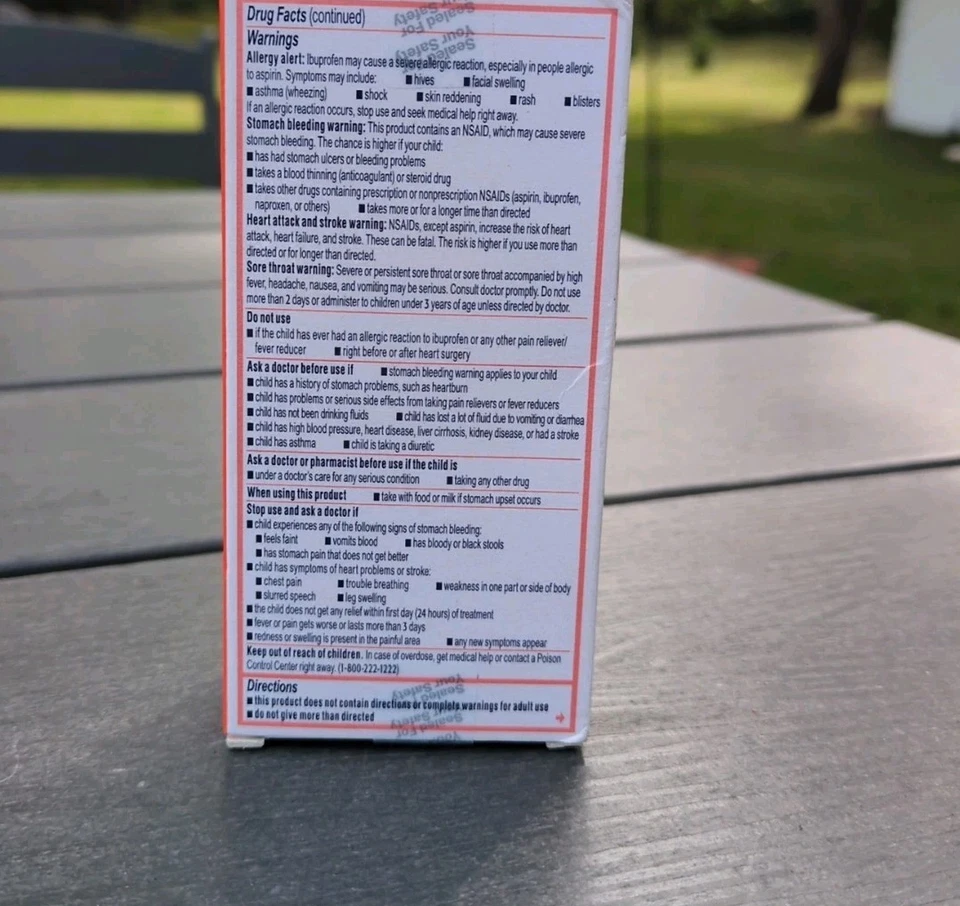 Drug Facts (continued)
Warnings
Allergy alert: Ibuprofen may cause a severe allergic reaction, especially in people allergic
to aspirin. Symptoms may include: ■ hives ■ facial swelling
■ asthma (wheezing) ■ shock ■ skin reddening ■ rash ■ blisters
If an allergic reaction occurs, stop use and seek medical help right away.
Stomach bleeding warning: This product contains an NSAID, which may cause severe
stomach bleeding. The chance is higher if your child:
■ has had stomach ulcers or bleeding problems
■ takes a blood thinning (anticoagulant) or steroid drug
■ takes other drugs containing prescription or nonprescription NSAIDs (aspirin, ibuprofen,
naproxen, or others) ■ takes more or for a longer time than directed
Heart attack and stroke warning: NSAIDs, except aspirin, increase the risk of heart
attack, heart failure, and stroke. These can be fatal. The risk is higher if you use more than
directed or for longer than directed.
Sore throat warning: Severe or persistent sore throat or sore throat accompanied by high
fever, headache, nausea, and vomiting may be serious. Consult doctor promptly. Do not use
more than 2 days or administer to children under 3 years of age unless directed by doctor.
Do not use
■ if the child has ever had an allergic reaction to ibuprofen or any other pain reliever/
fever reducer ■ right before or after heart surgery
Ask a doctor before use if ■ stomach bleeding warning applies to your child
■ child has a history of stomach problems, such as heartburn
■ child has problems or serious side effects from taking pain relievers or fever reducers
■ child has not been drinking fluids ■ child has lost a lot of fluid due to vomiting or diarrhea
■ child has high blood pressure, heart disease, liver cirrhosis, kidney disease, or had a stroke
■ child has asthma ■ child is taking a diuretic
Ask a doctor or pharmacist before use if the child is
■ under a doctor's care for any serious condition ■ taking any other drug
When using this product ■ take with food or milk if stomach upset occurs
Stop use and ask a doctor if
■ child experiences any of the following signs of stomach bleeding:
■ feels faint ■ vomits blood ■ has bloody or black stools
■ has stomach pain that does not get better
■ child has symptoms of heart problems or stroke:
■ chest pain ■ trouble breathing ■ weakness in one part or side of body
■ slurred speech ■ leg swelling
■ the child does not get any relief within first day (24 hours) of treatment
■ fever or pain gets worse or lasts more than 3 days
■ redness or swelling is present in the painful area ■ any new symptoms appear
Keep out of reach of children. In case of overdose, get medical help or contact a Poison
Control Center right away. (1-800-222-1222)
Directions
■ this product does not contain directions or complete warnings for adult use
■ do not give more than directed
Sealed For
Your Safety
Sealed
Your Safety
Sealed
Your Safety
Sealed For